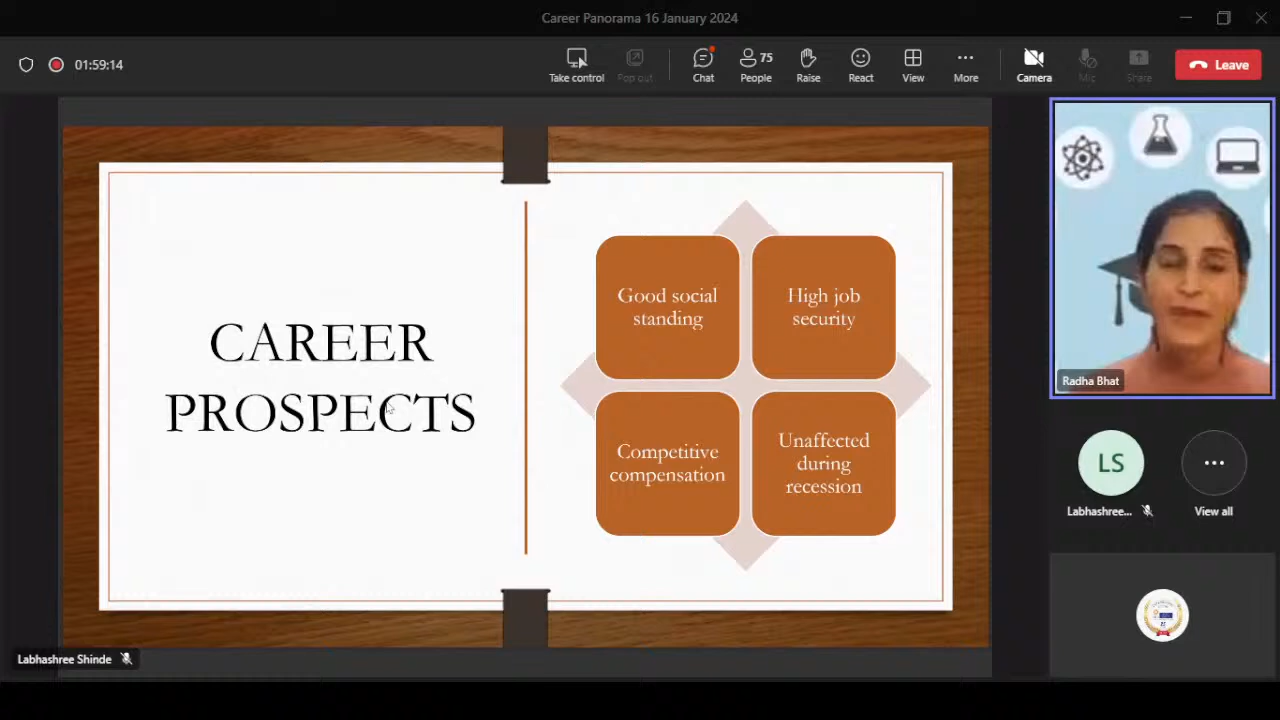 Career Panorama 16 January 2024
01:59:14
Take control
Pop out
Chat
People
75
Raise
React
View
More
Camera
Mic
Share
Leave
CAREER
PROSPECTS
Good social
standing
High job
security
Competitive
compensation
Unaffected
during
recession
Radha Bhat
LS
Labhashree...
View all
Labhashree Shinde